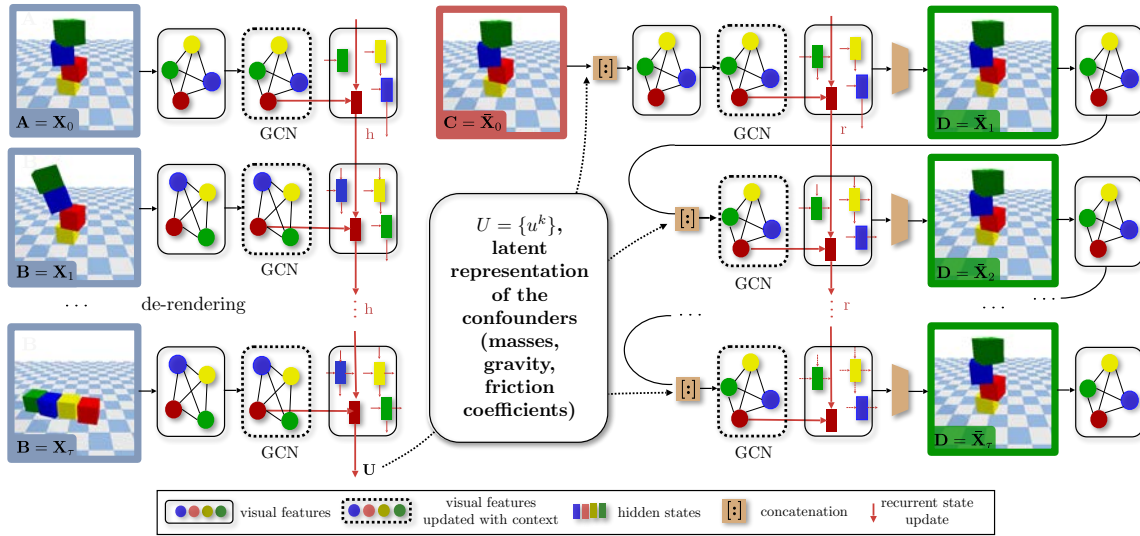 A = X₀
GCN
h
B = X₁
GCN
. . .
de-rendering
h
B = X_τ
GCN
U
U = {uᵏ},
latent
representation
of the
confounders
(masses,
gravity,
friction
coefficients)
C = X̄₀
[:]
GCN
r
D = X̄₁
[:]
GCN
D = X̄₂
. . .
r
. . .
. . .
[:]
GCN
D = X̄_τ
visual features
visual features
updated with context
hidden states
[:]
concatenation
recurrent state
update